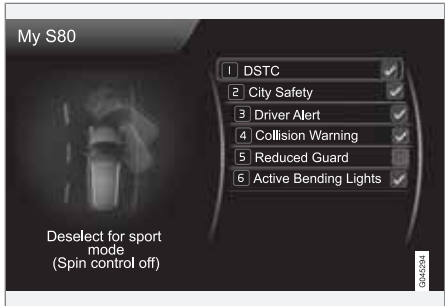 My S80
1 DSTC
2 City Safety
3 Driver Alert
4 Collision Warning
5 Reduced Guard
6 Active Bending Lights
Deselect for sport
mode
(Spin control off)
G045294